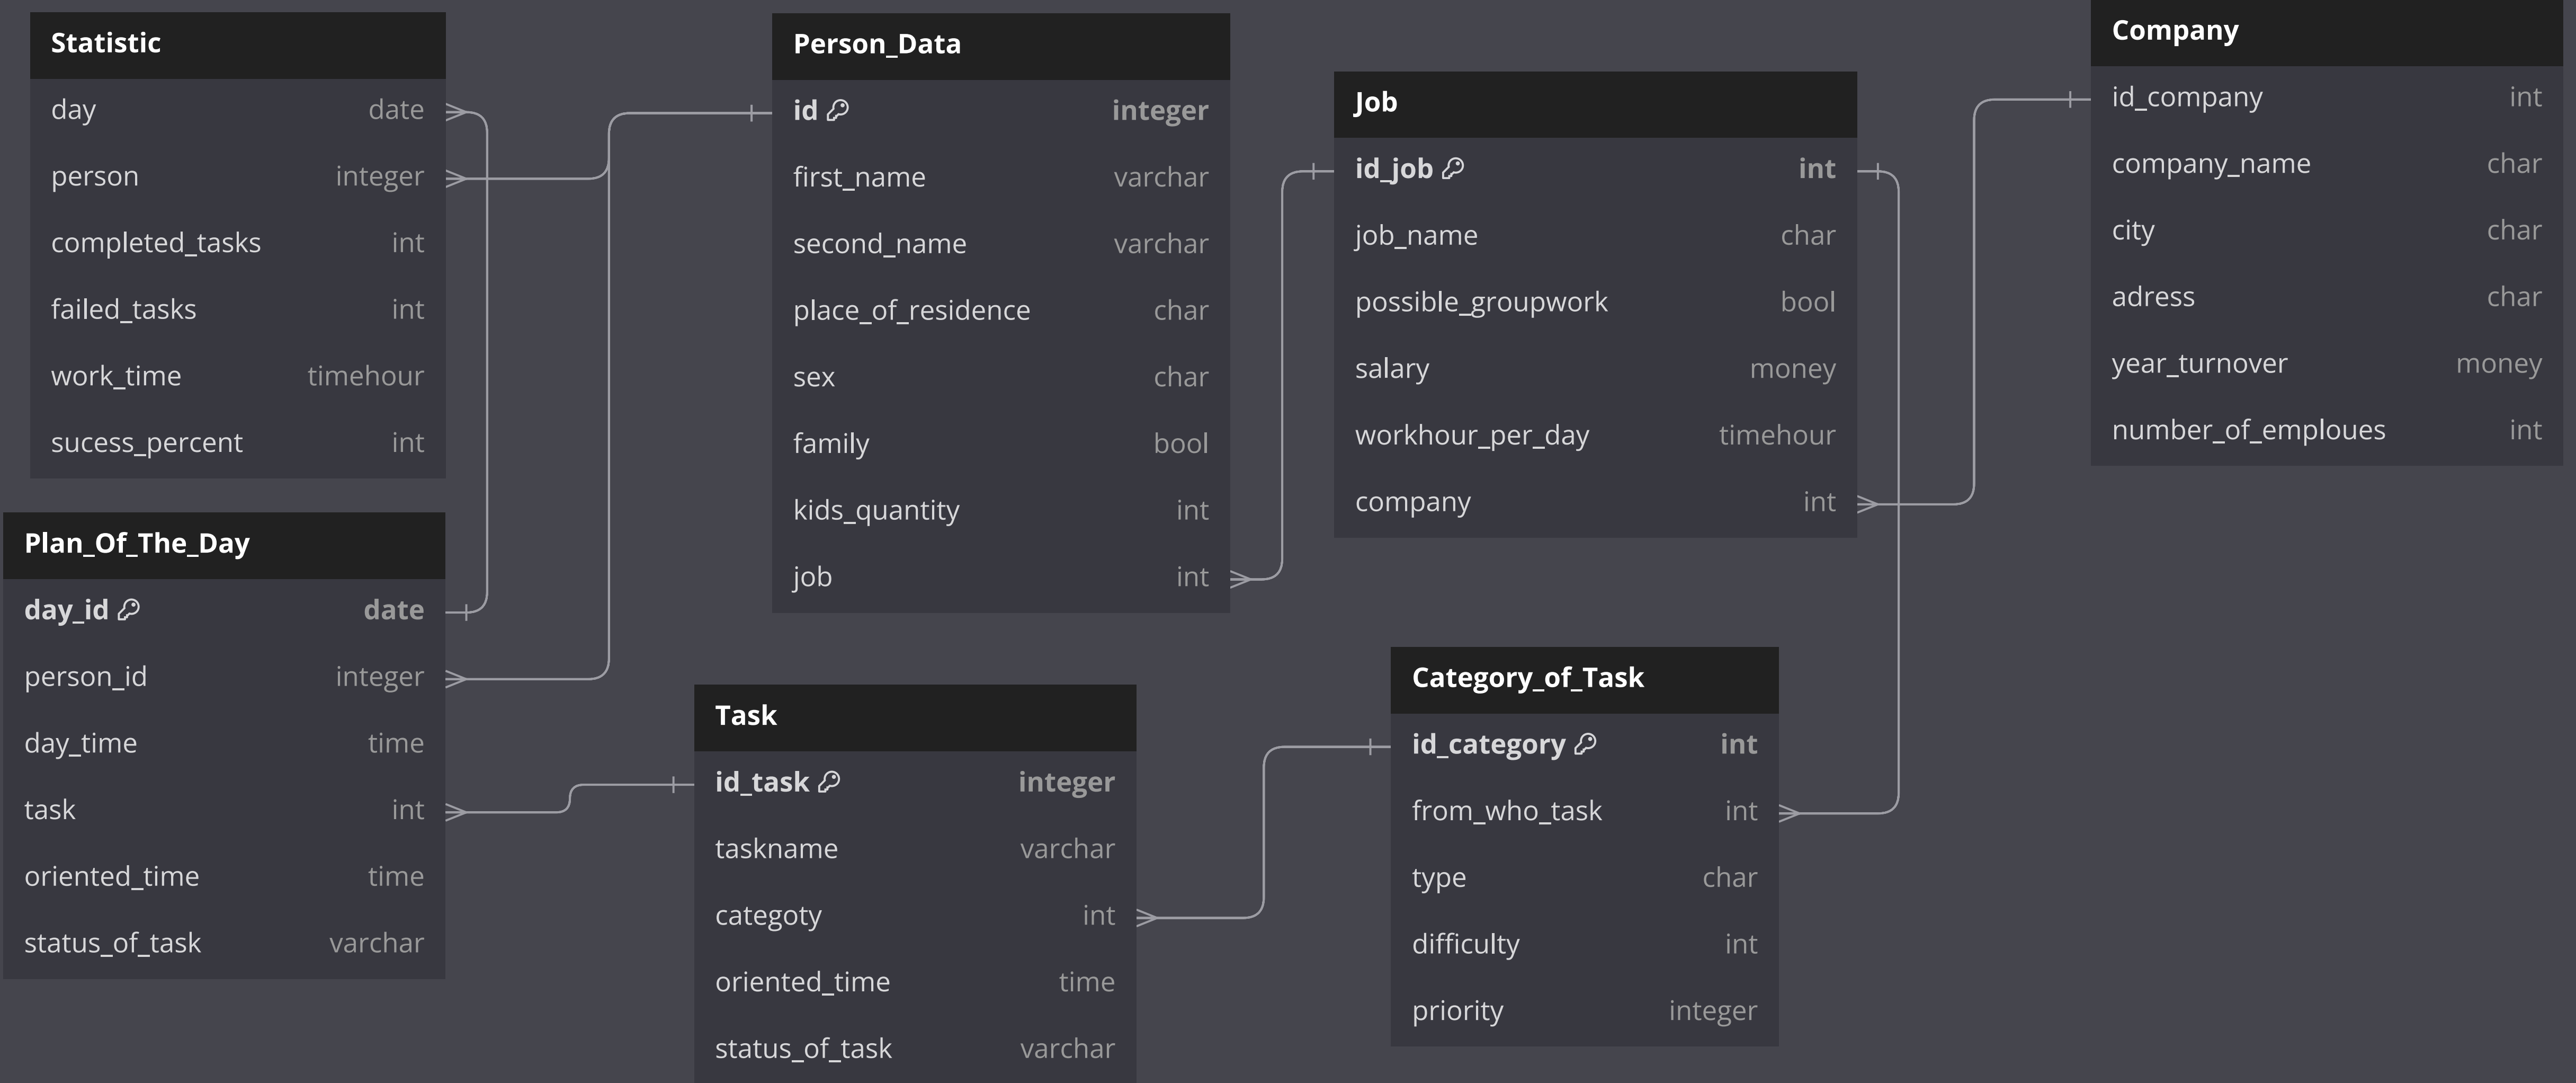 Statistic
day date
person integer
completed_tasks int
failed_tasks int
work_time timehour
sucess_percent int
Plan_Of_The_Day
day_id date
person_id integer
day_time time
task int
oriented_time time
status_of_task varchar
Person_Data
id integer
first_name varchar
second_name varchar
place_of_residence char
sex char
family bool
kids_quantity int
job int
Task
id_task integer
taskname varchar
categoty int
oriented_time time
status_of_task varchar
Job
id_job int
job_name char
possible_groupwork bool
salary money
workhour_per_day timehour
company int
Category_of_Task
id_category int
from_who_task int
type char
difficulty int
priority integer
Company
id_company int
company_name char
city char
adress char
year_turnover money
number_of_emploues int